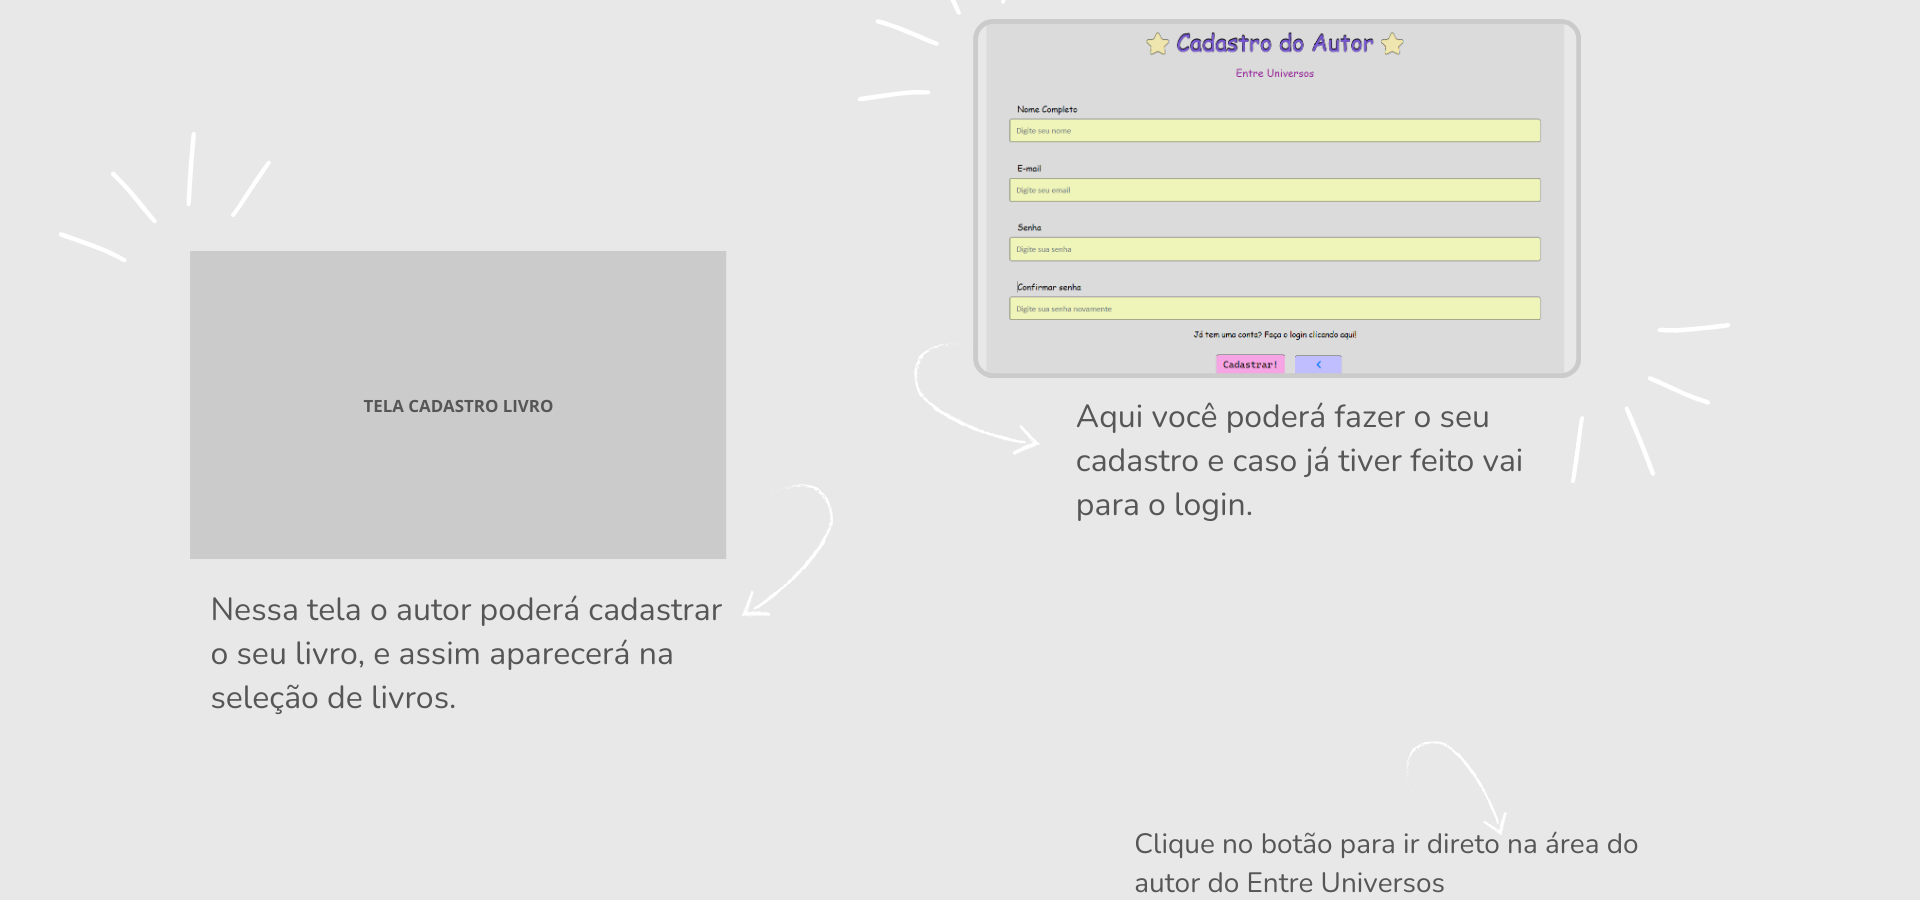 Cadastro do Autor
Entre Universos
Nome Completo
Digite seu nome
E-mail
Digite seu email
Senha
Digite sua senha
Confirmar senha
Digite sua senha novamente
Já tem uma conta? Faça o login clicando aqui!
Cadastrar!
<
Aqui você poderá fazer o seu
cadastro e caso já tiver feito vai
para o login.
TELA CADASTRO LIVRO
Nessa tela o autor poderá cadastrar
o seu livro, e assim aparecerá na
seleção de livros.
Clique no botão para ir direto na área do
autor do Entre Universos